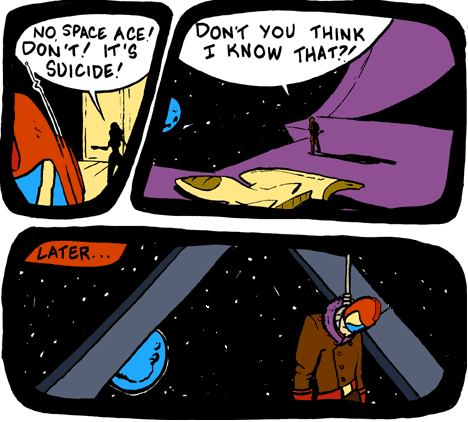 NO, SPACE ACE!
DON'T! IT'S
SUICIDE!
DON'T YOU THINK
I KNOW THAT?!
LATER...